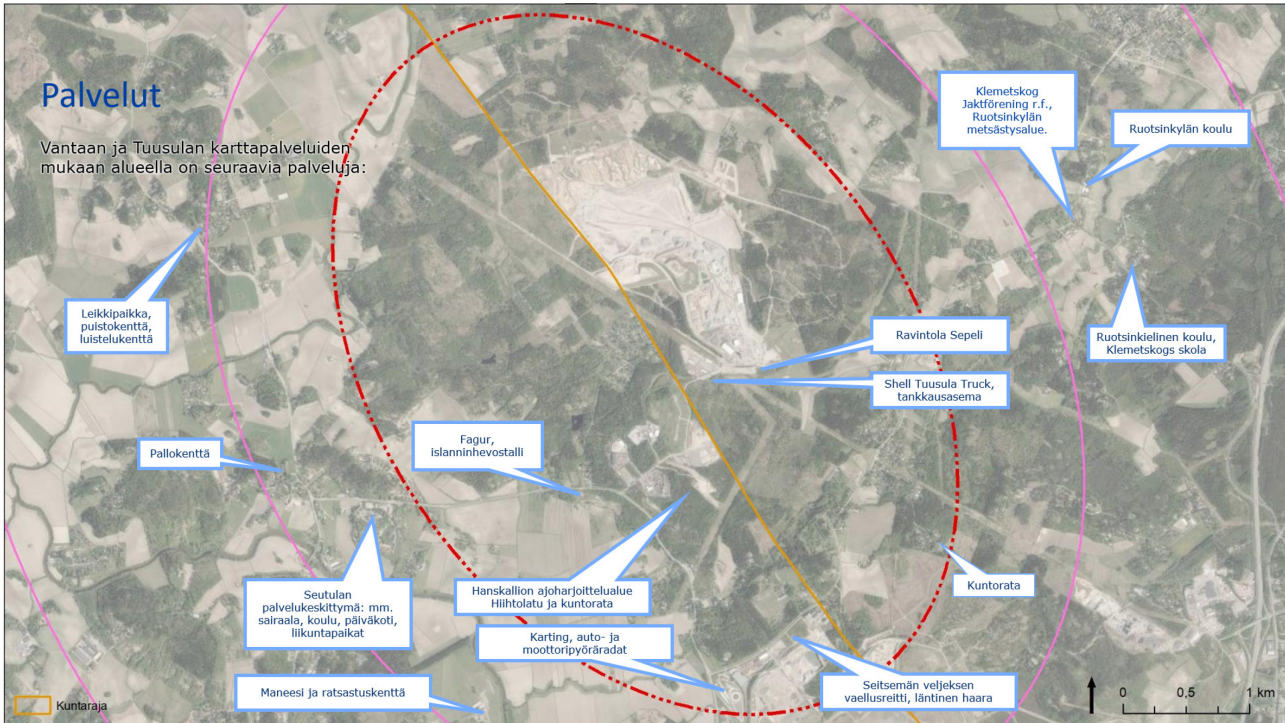 Palvelut
Vantaan ja Tuusulan karttapalveluiden
mukaan alueella on seuraavia palveluja:
Klemetskog
Jaktförening r.f.,
Ruotsinkylän
metsästysalue.
Ruotsinkylän koulu
Leikkipaikka,
puistokenttä,
luistelukenttä
Ravintola Sepeli
Ruotsinkielinen koulu,
Klemetskogs skola
Shell Tuusula Truck,
tankkausasema
Fagur,
islanninhevostalli
Pallokenttä
Seutulan
palvelukeskittymä: mm.
sairaala, koulu, päiväkoti,
liikuntapaikat
Hanskallion ajoharjoittelualue
Hiihtolatu ja kuntorata
Kuntorata
Karting, auto- ja
moottoripyöräradat
Maneesi ja ratsastuskenttä
Seitsemän veljeksen
vaellusreitti, läntinen haara
Kuntaraja
0 0,5 1 km